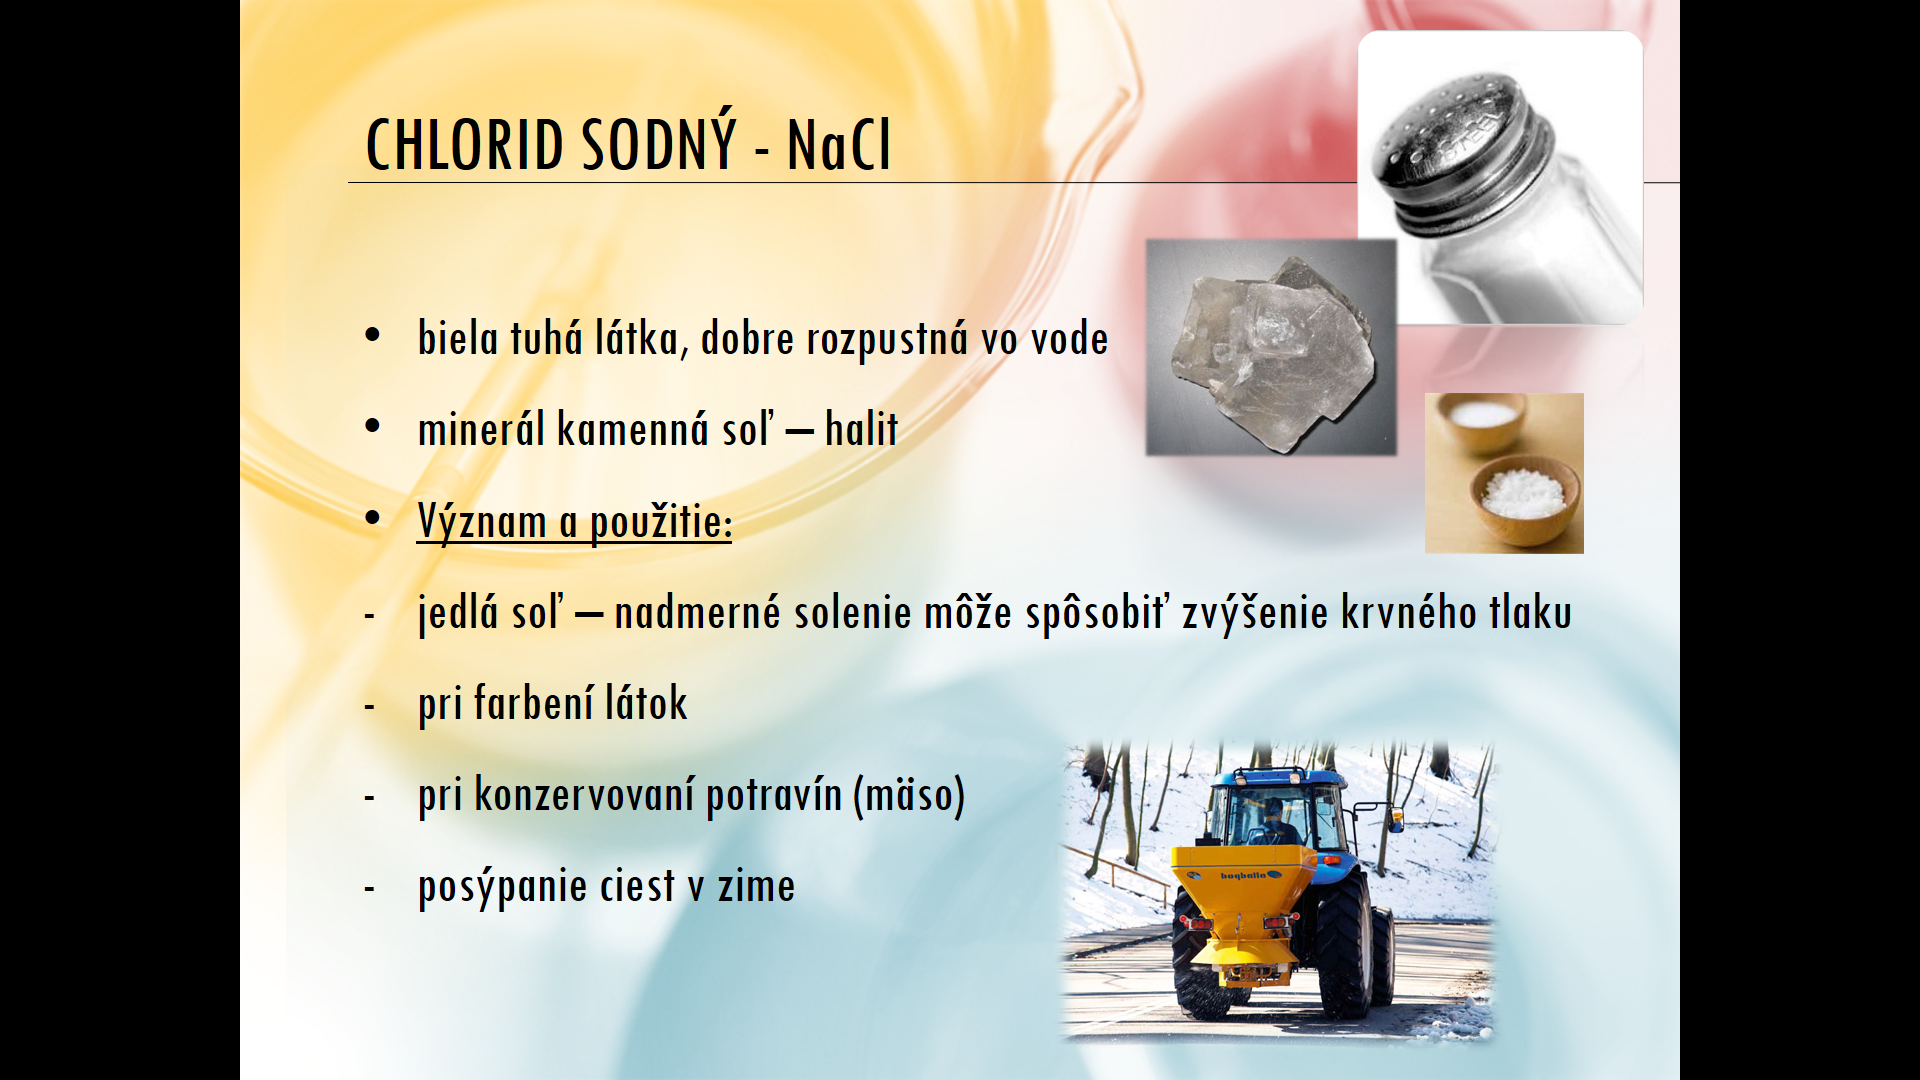 CHLORID SODNÝ - NaCl
• biela tuhá látka, dobre rozpustná vo vode
• minerál kamenná soľ – halit
• Význam a použitie:
- jedlá soľ – nadmerné solenie môže spôsobiť zvýšenie krvného tlaku
- pri farbení látok
- pri konzervovaní potravín (mäso)
- posýpanie ciest v zime